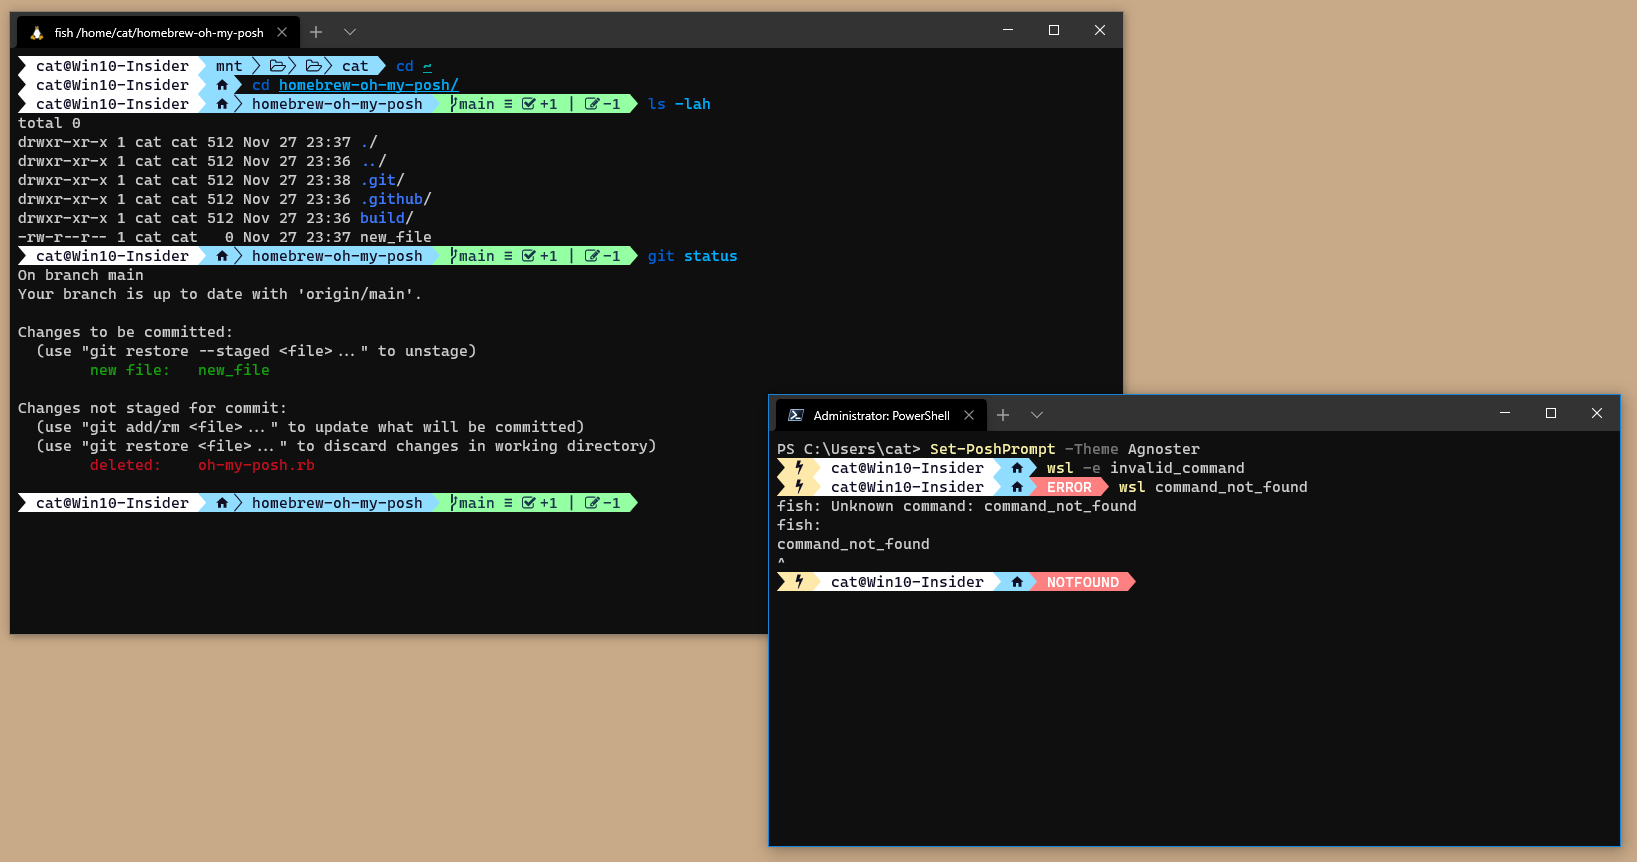 fish /home/cat/homebrew-oh-my-posh
cat@Win10-Insider mnt cat cd ~
cat@Win10-Insider cd homebrew-oh-my-posh/
cat@Win10-Insider homebrew-oh-my-posh main ≡ +1 | -1 ls -lah
total 0
drwxr-xr-x 1 cat cat 512 Nov 27 23:37 ./
drwxr-xr-x 1 cat cat 512 Nov 27 23:36 ../
drwxr-xr-x 1 cat cat 512 Nov 27 23:38 .git/
drwxr-xr-x 1 cat cat 512 Nov 27 23:36 .github/
drwxr-xr-x 1 cat cat 512 Nov 27 23:36 build/
-rw-r--r-- 1 cat cat   0 Nov 27 23:37 new_file
cat@Win10-Insider homebrew-oh-my-posh main ≡ +1 | -1 git status
On branch main
Your branch is up to date with 'origin/main'.
Changes to be committed:
(use "git restore --staged <file>..." to unstage)
new file:   new_file
Changes not staged for commit:
(use "git add/rm <file>..." to update what will be committed)
(use "git restore <file>..." to discard changes in working directory)
deleted:    oh-my-posh.rb
cat@Win10-Insider homebrew-oh-my-posh main ≡ +1 | -1
Administrator: PowerShell
PS C:\Users\cat> Set-PoshPrompt -Theme Agnoster
cat@Win10-Insider wsl -e invalid_command
cat@Win10-Insider ERROR wsl command_not_found
fish: Unknown command: command_not_found
fish:
command_not_found
^
cat@Win10-Insider NOTFOUND